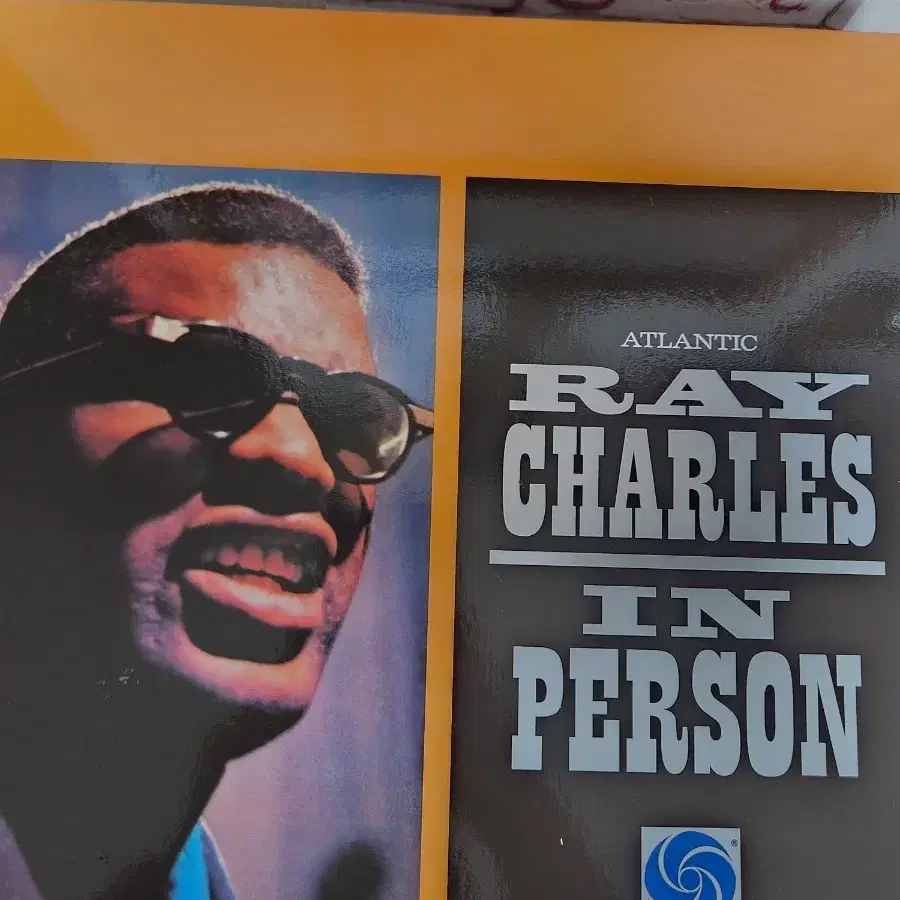 ATLANTIC
RAY
CHARLES
IN
PERSON
®